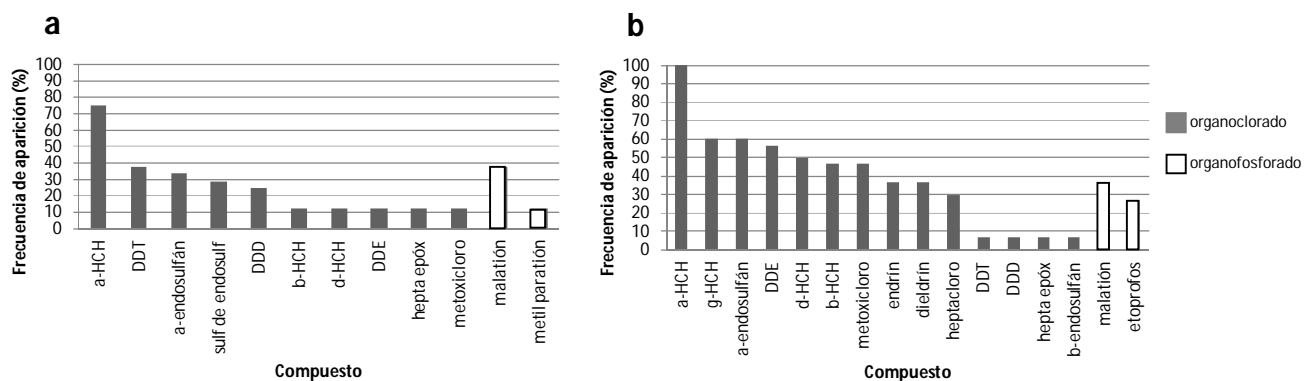 a
Frecuencia de aparición (%)
100
90
80
70
60
50
40
30
20
10
0
a-HCH
DDT
a-endosulfán
sulf de endosulf
DDD
b-HCH
d-HCH
DDE
hepta epóx
metoxicloro
malatión
metil paratión
Compuesto
b
Frecuencia de aparición (%)
100
90
80
70
60
50
40
30
20
10
0
a-HCH
g-HCH
a-endosulfán
DDE
d-HCH
b-HCH
metoxicloro
endrín
dieldrín
heptacloro
DDT
DDD
hepta epóx
b-endosulfán
malatión
etoprofos
Compuesto
organoclorado
organofosforado